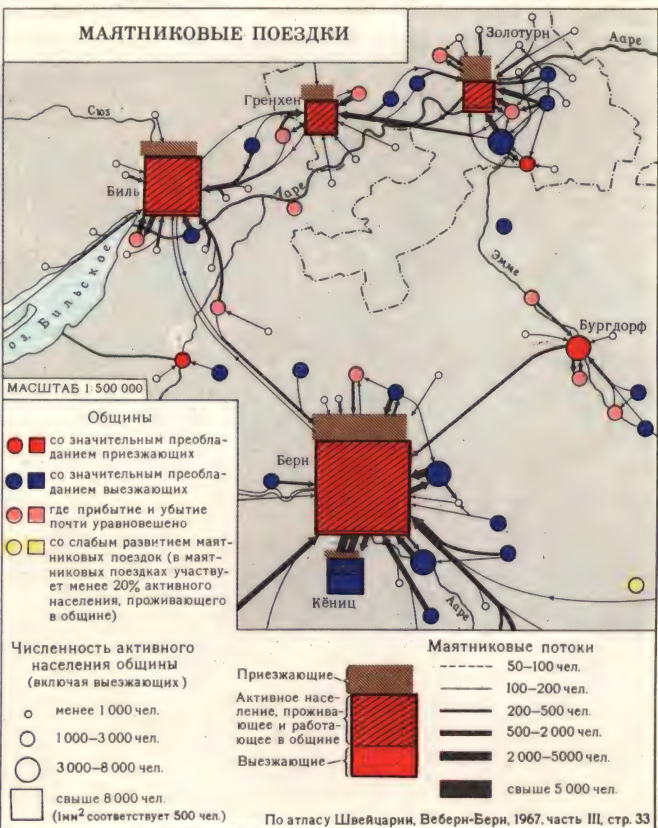 МАЯТНИКОВЫЕ ПОЕЗДКИ
Золотурн
Ааре
Гренхен
Сюз
Биль
Ааре
оз. Бильское
Эмме
Бургдорф
МАСШТАБ 1:500 000
Берн
Кёниц
Ааре
Общины
со значительным преобла-
данием приезжающих
со значительным преобла-
данием выезжающих
где прибытие и убытие
почти уравновешено
со слабым развитием маят-
никовых поездок (в маят-
никовых поездках участву-
ет менее 20% активного
населения, проживающего
в общине)
Численность активного
населения общины
(включая выезжающих)
менее 1 000 чел.
1 000–3 000 чел.
3 000–8 000 чел.
свыше 8 000 чел.
(1мм² соответствует 500 чел.)
Приезжающие
Активное насе-
ление, прожива-
ющее и работа-
ющее в общине
Выезжающие
Маятниковые потоки
50–100 чел.
100–200 чел.
200–500 чел.
500–2 000 чел.
2 000–5000 чел.
свыше 5 000 чел.
По атласу Швейцарии, Веберн-Берн, 1967, часть III, стр. 33